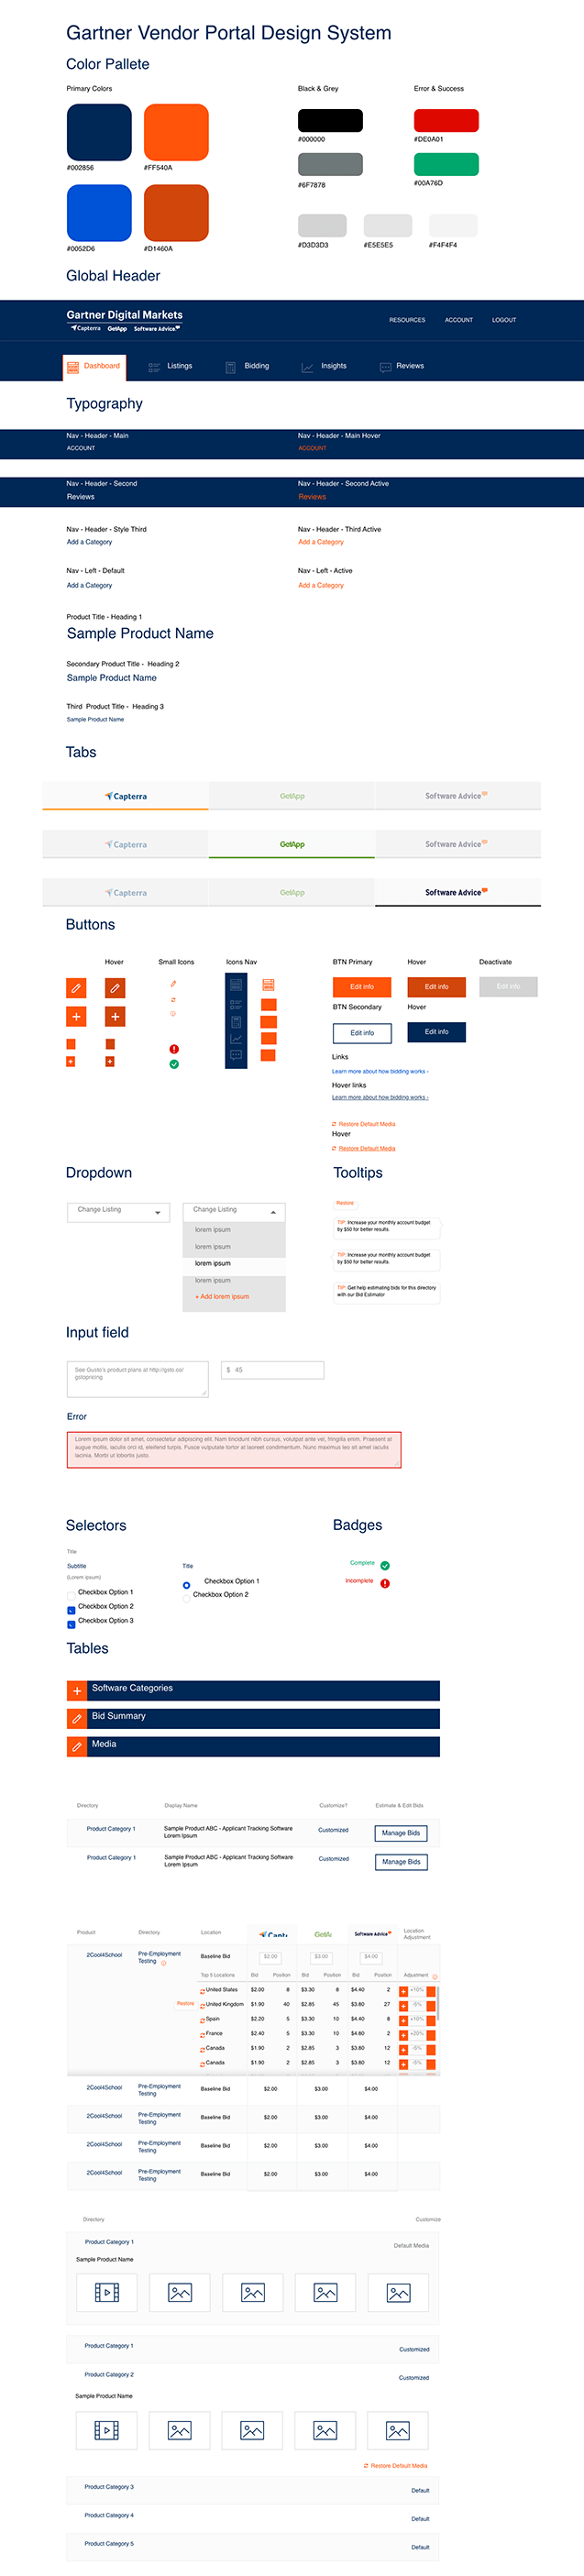 Gartner Vendor Portal Design System
Color Pallete
Primary Colors
Black & Grey
Error & Success
#002856
#FF540A
#000000
#DE0A01
#6F7878
#00A76D
#0052D6
#D1460A
#D3D3D3
#E5E5E5
#F4F4F4
Global Header
Gartner Digital Markets
Capterra GetApp Software Advice
RESOURCES ACCOUNT LOGOUT
Dashboard Listings Bidding Insights Reviews
Typography
Nav - Header - Main
Nav - Header - Main Hover
ACCOUNT
ACCOUNT
Nav - Header - Second
Nav - Header - Second Active
Reviews
Reviews
Nav - Header - Style Third
Nav - Header - Third Active
Add a Category
Add a Category
Nav - Left - Default
Nav - Left - Active
Add a Category
Add a Category
Product Title - Heading 1
Sample Product Name
Secondary Product Title - Heading 2
Sample Product Name
Third Product Title - Heading 3
Sample Product Name
Tabs
Capterra GetApp Software Advice
Capterra GetApp Software Advice
Capterra GetApp Software Advice
Buttons
Hover Small Icons Icons Nav
BTN Primary Hover Deactivate
Edit info Edit info Edit info
BTN Secondary Hover
Edit info Edit info
Links
Learn more about how bidding works ›
Hover links
Learn more about how bidding works ›
Restore Default Media
Hover
Restore Default Media
Dropdown
Change Listing
Change Listing
lorem ipsum
lorem ipsum
lorem ipsum
lorem ipsum
+ Add lorem ipsum
Tooltips
Restore
TIP: Increase your monthly account budget
by $50 for better results.
TIP: Increase your monthly account budget
by $50 for better results.
TIP: Get help estimating bids for this directory
with our Bid Estimator
Input field
See Gusto's product plans at http://gsto.co/
gstopricing
$ 45
Error
Lorem ipsum dolor sit amet, consectetur adipiscing elit. Nam tincidunt nibh cursus, volutpat ante vel, fringilla enim. Praesent at
augue mollis, iaculis orci id, eleifend turpis. Fusce vulputate tortor at laoreet condimentum. Nunc maximus leo sit amet iaculis
lacinia. Morbi ut lobortis justo.
Selectors
Title
Subtitle
(Lorem ipsum)
Checkbox Option 1
Checkbox Option 2
Checkbox Option 3
Title
Checkbox Option 1
Checkbox Option 2
Badges
Complete
Incomplete
Tables
Software Categories
Bid Summary
Media
Directory Display Name Customize? Estimate & Edit Bids
Product Category 1 Sample Product ABC - Applicant Tracking Software Customized Manage Bids
Lorem Ipsum
Product Category 1 Sample Product ABC - Applicant Tracking Software Customized Manage Bids
Lorem Ipsum
Product Directory Location Software Advice Location
Adjustment
2Cool4School Pre-Employment Baseline Bid $2.00 $3.00 $4.00
Testing
Top 5 Locations Bid Position Bid Position Bid Position Adjustment
United States $2.00 8 $3.30 8 $4.40 2 +10%
Restore United Kingdom $1.90 40 $2.85 45 $3.80 27 -5%
Spain $2.20 5 $3.30 10 $4.40 8 +10%
France $2.40 5 $3.30 10 $4.80 2 +20%
Canada $1.90 2 $2.85 3 $3.80 12 -5%
Canada $1.90 2 $2.85 3 $3.80 12 -5%
2Cool4School Pre-Employment Baseline Bid $2.00 $3.00 $4.00
Testing
2Cool4School Pre-Employment Baseline Bid $2.00 $3.00 $4.00
Testing
2Cool4School Pre-Employment Baseline Bid $2.00 $3.00 $4.00
Testing
2Cool4School Pre-Employment Baseline Bid $2.00 $3.00 $4.00
Testing
Directory Customize
Product Category 1 Default Media
Sample Product Name
Product Category 1 Customized
Product Category 2 Customized
Sample Product Name
Restore Default Media
Product Category 3 Default
Product Category 4 Default
Product Category 5 Default